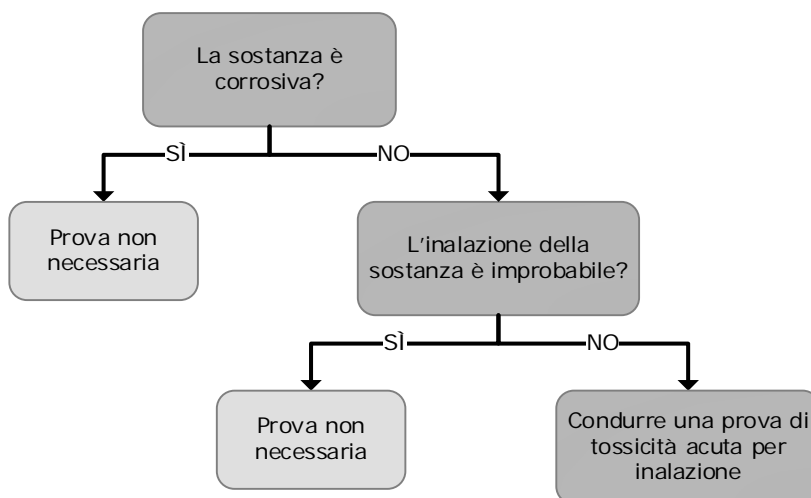 La sostanza è
corrosiva?
SÌ
NO
Prova non
necessaria
L'inalazione della
sostanza è improbabile?
SÌ
NO
Prova non
necessaria
Condurre una prova di
tossicità acuta per
inalazione